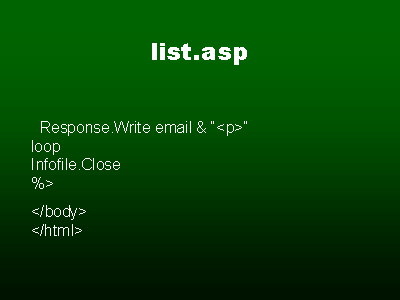 list.asp
Response.Write email & "<p>"
loop
Infofile.Close
%>
</body>
</html>